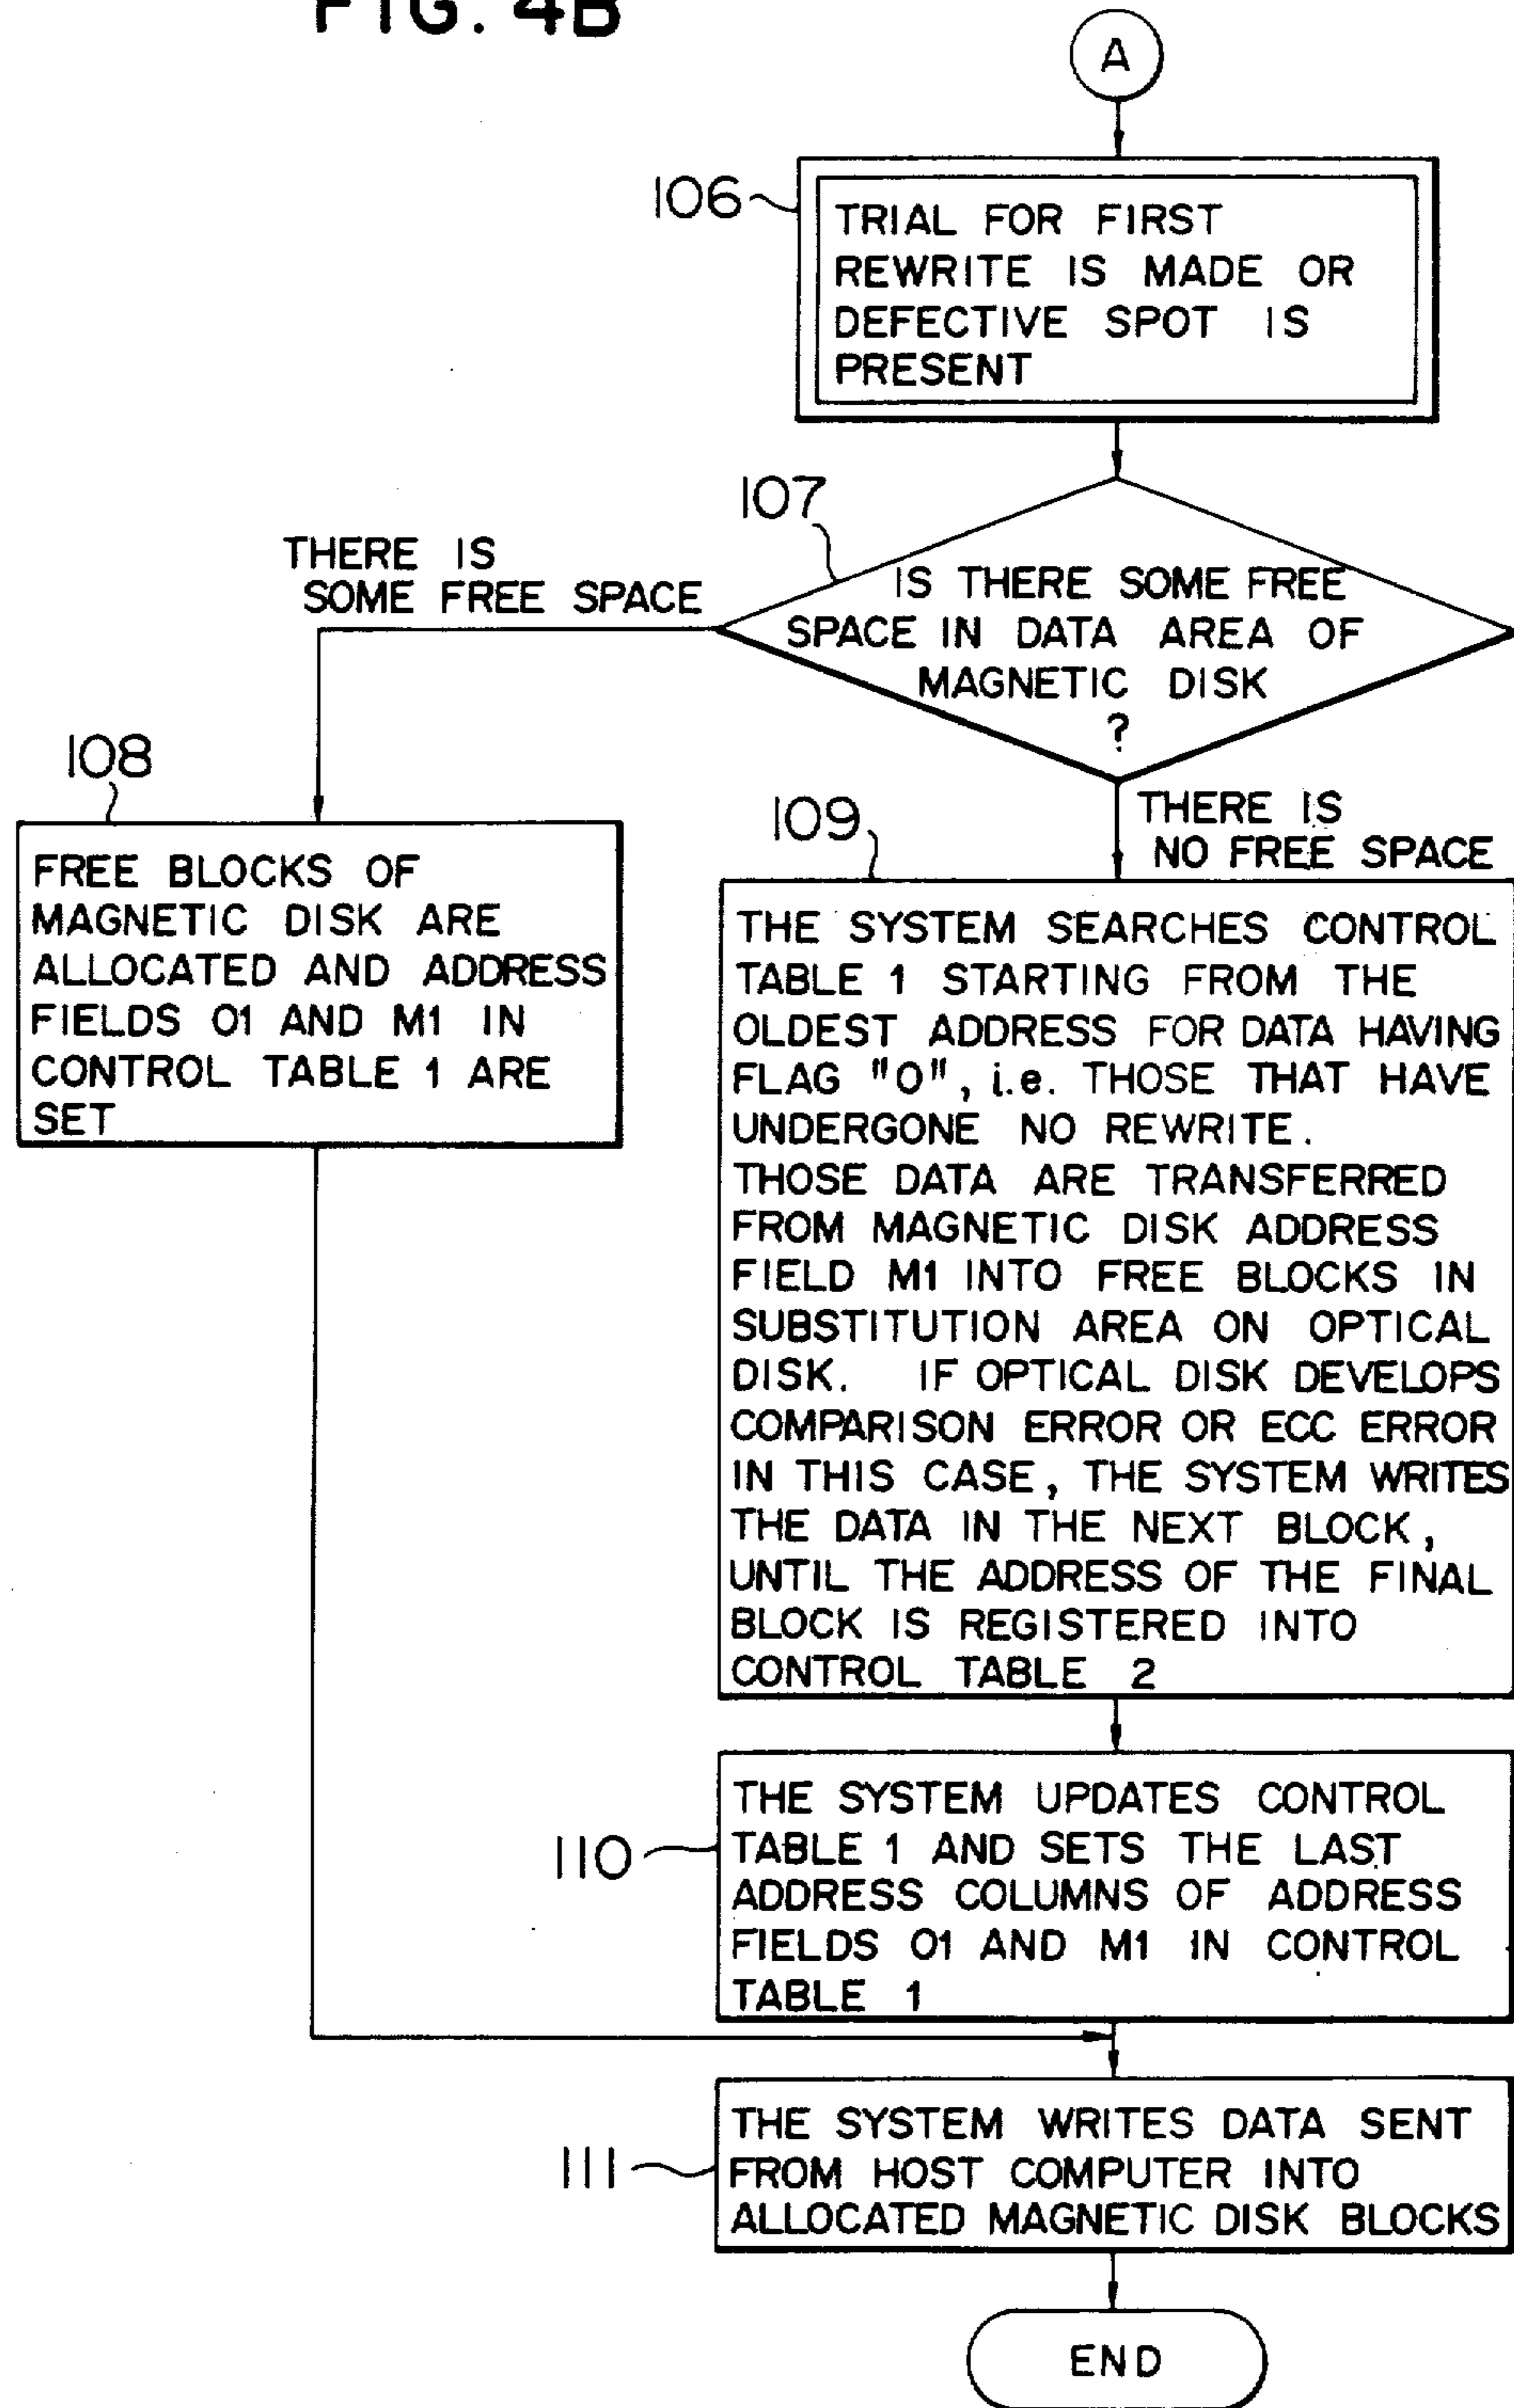 FIG. 4B
A
106
TRIAL FOR FIRST
REWRITE IS MADE OR
DEFECTIVE SPOT IS
PRESENT
107
IS THERE SOME FREE
SPACE IN DATA AREA OF
MAGNETIC DISK
?
THERE IS
SOME FREE SPACE
108
FREE BLOCKS OF
MAGNETIC DISK ARE
ALLOCATED AND ADDRESS
FIELDS O1 AND M1 IN
CONTROL TABLE 1 ARE
SET
THERE IS
NO FREE SPACE
109
THE SYSTEM SEARCHES CONTROL
TABLE 1 STARTING FROM THE
OLDEST ADDRESS FOR DATA HAVING
FLAG "O", i.e. THOSE THAT HAVE
UNDERGONE NO REWRITE.
THOSE DATA ARE TRANSFERRED
FROM MAGNETIC DISK ADDRESS
FIELD M1 INTO FREE BLOCKS IN
SUBSTITUTION AREA ON OPTICAL
DISK. IF OPTICAL DISK DEVELOPS
COMPARISON ERROR OR ECC ERROR
IN THIS CASE, THE SYSTEM WRITES
THE DATA IN THE NEXT BLOCK,
UNTIL THE ADDRESS OF THE FINAL
BLOCK IS REGISTERED INTO
CONTROL TABLE 2
110
THE SYSTEM UPDATES CONTROL
TABLE 1 AND SETS THE LAST
ADDRESS COLUMNS OF ADDRESS
FIELDS O1 AND M1 IN CONTROL
TABLE 1
111
THE SYSTEM WRITES DATA SENT
FROM HOST COMPUTER INTO
ALLOCATED MAGNETIC DISK BLOCKS
END